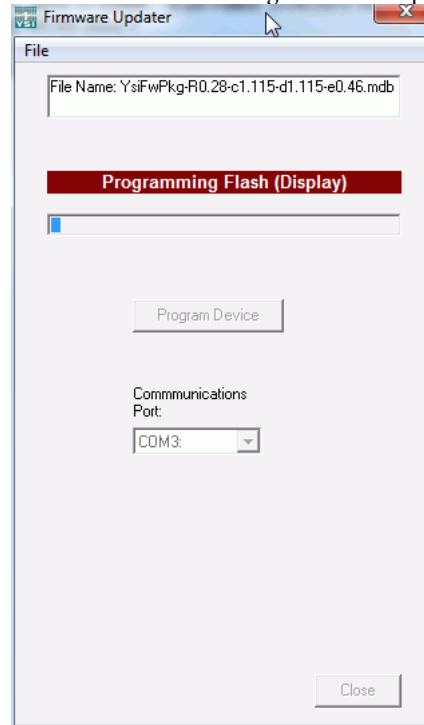 Firmware Updater
File
File Name: YsiFwPkg-R0.28-c1.115-d1.115-e0.46.mdb
Programming Flash (Display)
Program Device
Commmunications
Port:
COM3:
Close